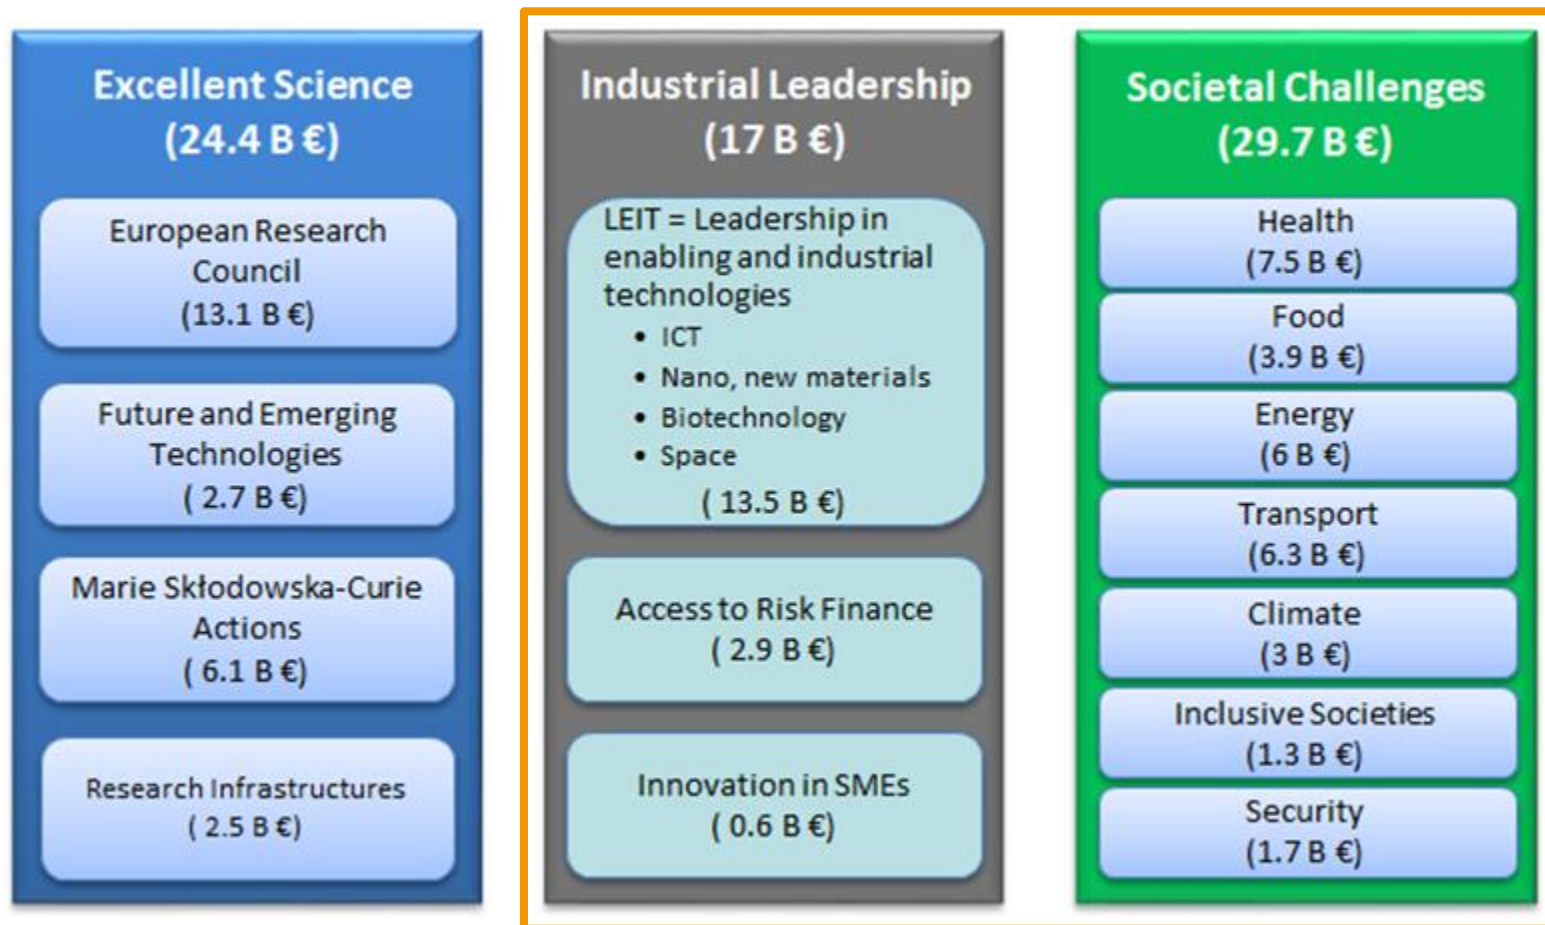 Excellent Science
(24.4 B €)
European Research
Council
(13.1 B €)
Future and Emerging
Technologies
( 2.7 B €)
Marie Skłodowska-Curie
Actions
( 6.1 B €)
Research Infrastructures
( 2.5 B €)
Industrial Leadership
(17 B €)
LEIT = Leadership in
enabling and industrial
technologies
• ICT
• Nano, new materials
• Biotechnology
• Space
( 13.5 B €)
Access to Risk Finance
( 2.9 B €)
Innovation in SMEs
( 0.6 B €)
Societal Challenges
(29.7 B €)
Health
(7.5 B €)
Food
(3.9 B €)
Energy
(6 B €)
Transport
(6.3 B €)
Climate
(3 B €)
Inclusive Societies
(1.3 B €)
Security
(1.7 B €)